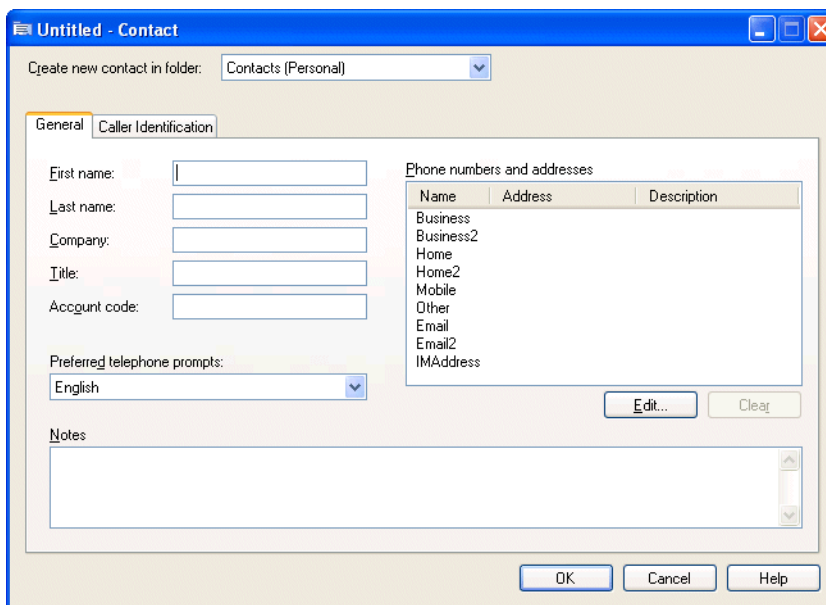 Untitled - Contact
Create new contact in folder: Contacts (Personal)
General Caller Identification
First name:
Last name:
Company:
Title:
Account code:
Preferred telephone prompts:
English
Phone numbers and addresses
Name Address Description
Business
Business2
Home
Home2
Mobile
Other
Email
Email2
IMAddress
Edit... Clear
Notes
OK Cancel Help